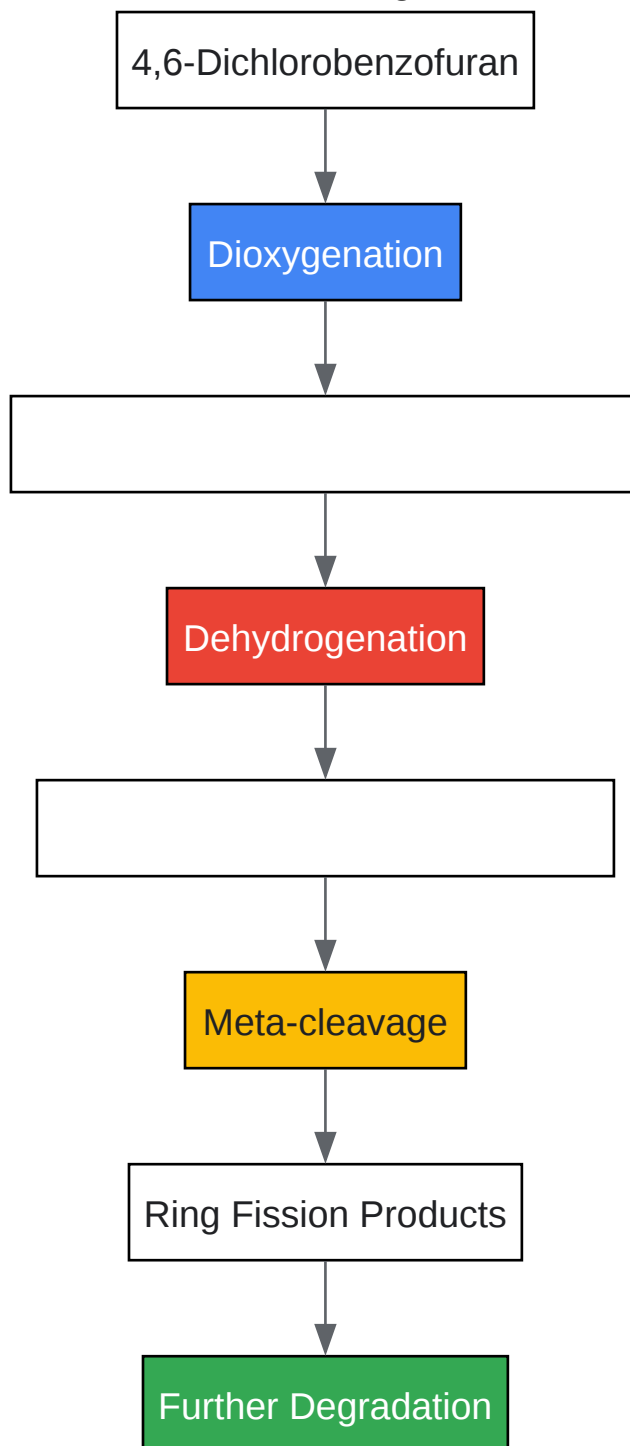 4,6-Dichlorobenzofuran
Dioxygenation
Dehydrogenation
Meta-cleavage
Ring Fission Products
Further Degradation